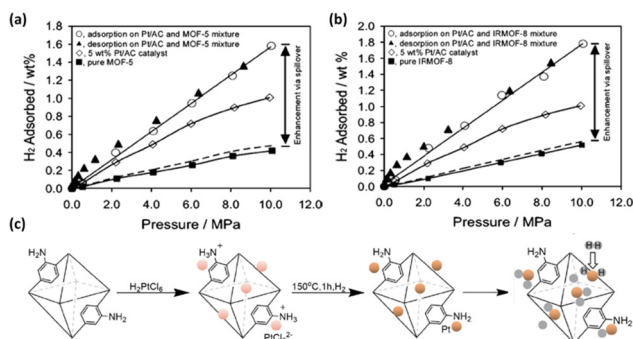 (a)
○, adsorption on Pt/AC and MOF-5 mixture
▲, desorption on Pt/AC and MOF-5 mixture
◇, 5 wt% Pt/AC catalyst
■, pure MOF-5
H₂ Adsorbed / wt%
1.8
1.6
1.4
1.2
1.0
0.8
0.6
0.4
0.2
0.0
0.0 2.0 4.0 6.0 8.0 10.0
Pressure / MPa
Enhancement via spillover
(b)
○, adsorption on Pt/AC and IRMOF-8 mixture
▲, desorption on Pt/AC and IRMOF-8 mixture
◇, 5 wt% Pt/AC catalyst
■, pure IRMOF-8
H₂ Adsorbed / wt%
2.0
1.8
1.6
1.4
1.2
1.0
0.8
0.6
0.4
0.2
0.0
0.0 2.0 4.0 6.0 8.0 10.0
Pressure / MPa
Enhancement via spillover
(c)
H₂N
NH₂
H₂PtCl₆
H₃N⁺
+
NH₃
PtCl₆²⁻
150°C,1h,H₂
H₂N
NH₂
Pt
H₂N
H H
H H
NH₂